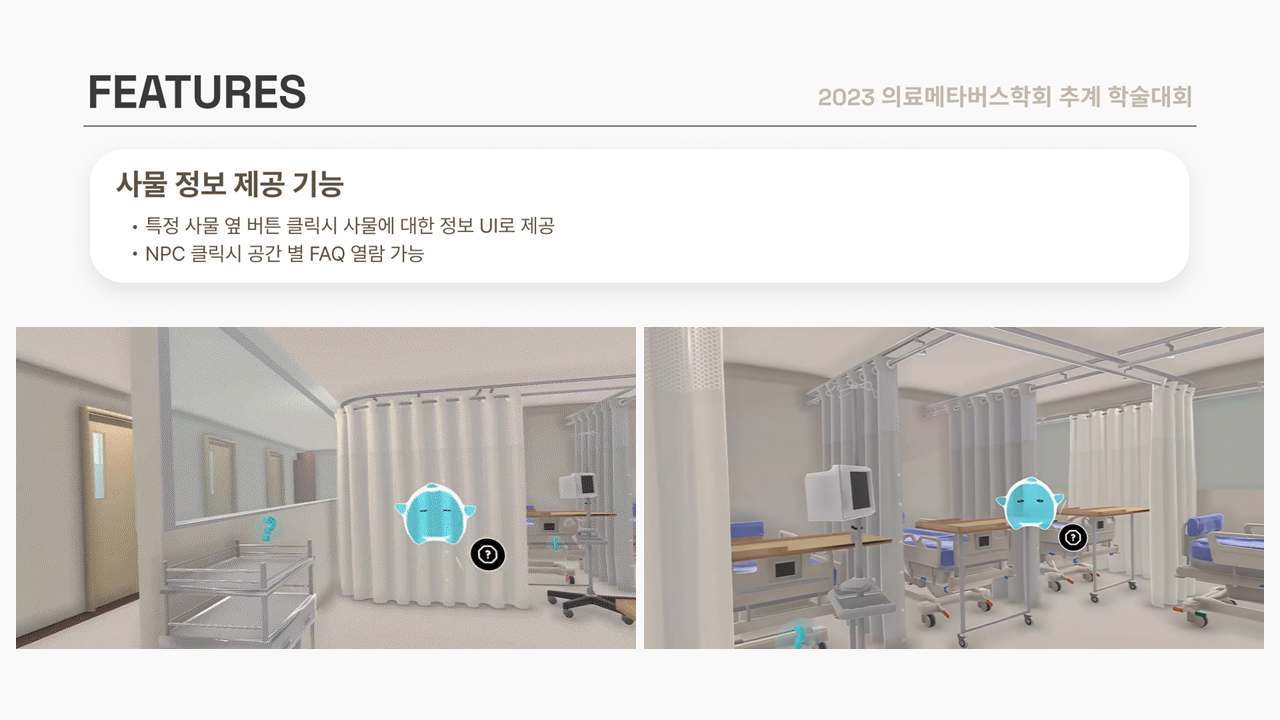 FEATURES
2023 의료메타버스학회 추계 학술대회
사물 정보 제공 기능
• 특정 사물 옆 버튼 클릭시 사물에 대한 정보 UI로 제공
• NPC 클릭시 공간 별 FAQ 열람 가능
?
?
?
?